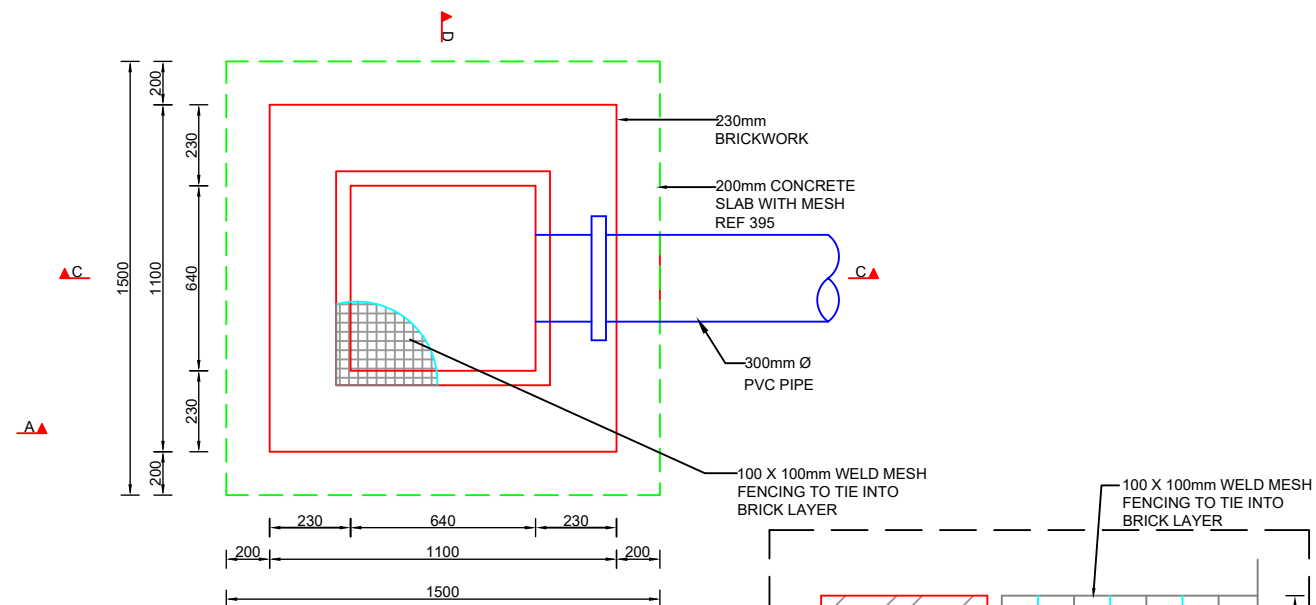 D
200
230
230mm
BRICKWORK
200mm CONCRETE
SLAB WITH MESH
REF 395
C
1500
1100
640
C
300mm Ø
PVC PIPE
230
A
200
100 X 100mm WELD MESH
FENCING TO TIE INTO
BRICK LAYER
100 X 100mm WELD MESH
FENCING TO TIE INTO
BRICK LAYER
230 640 230
200 1100 200
1500